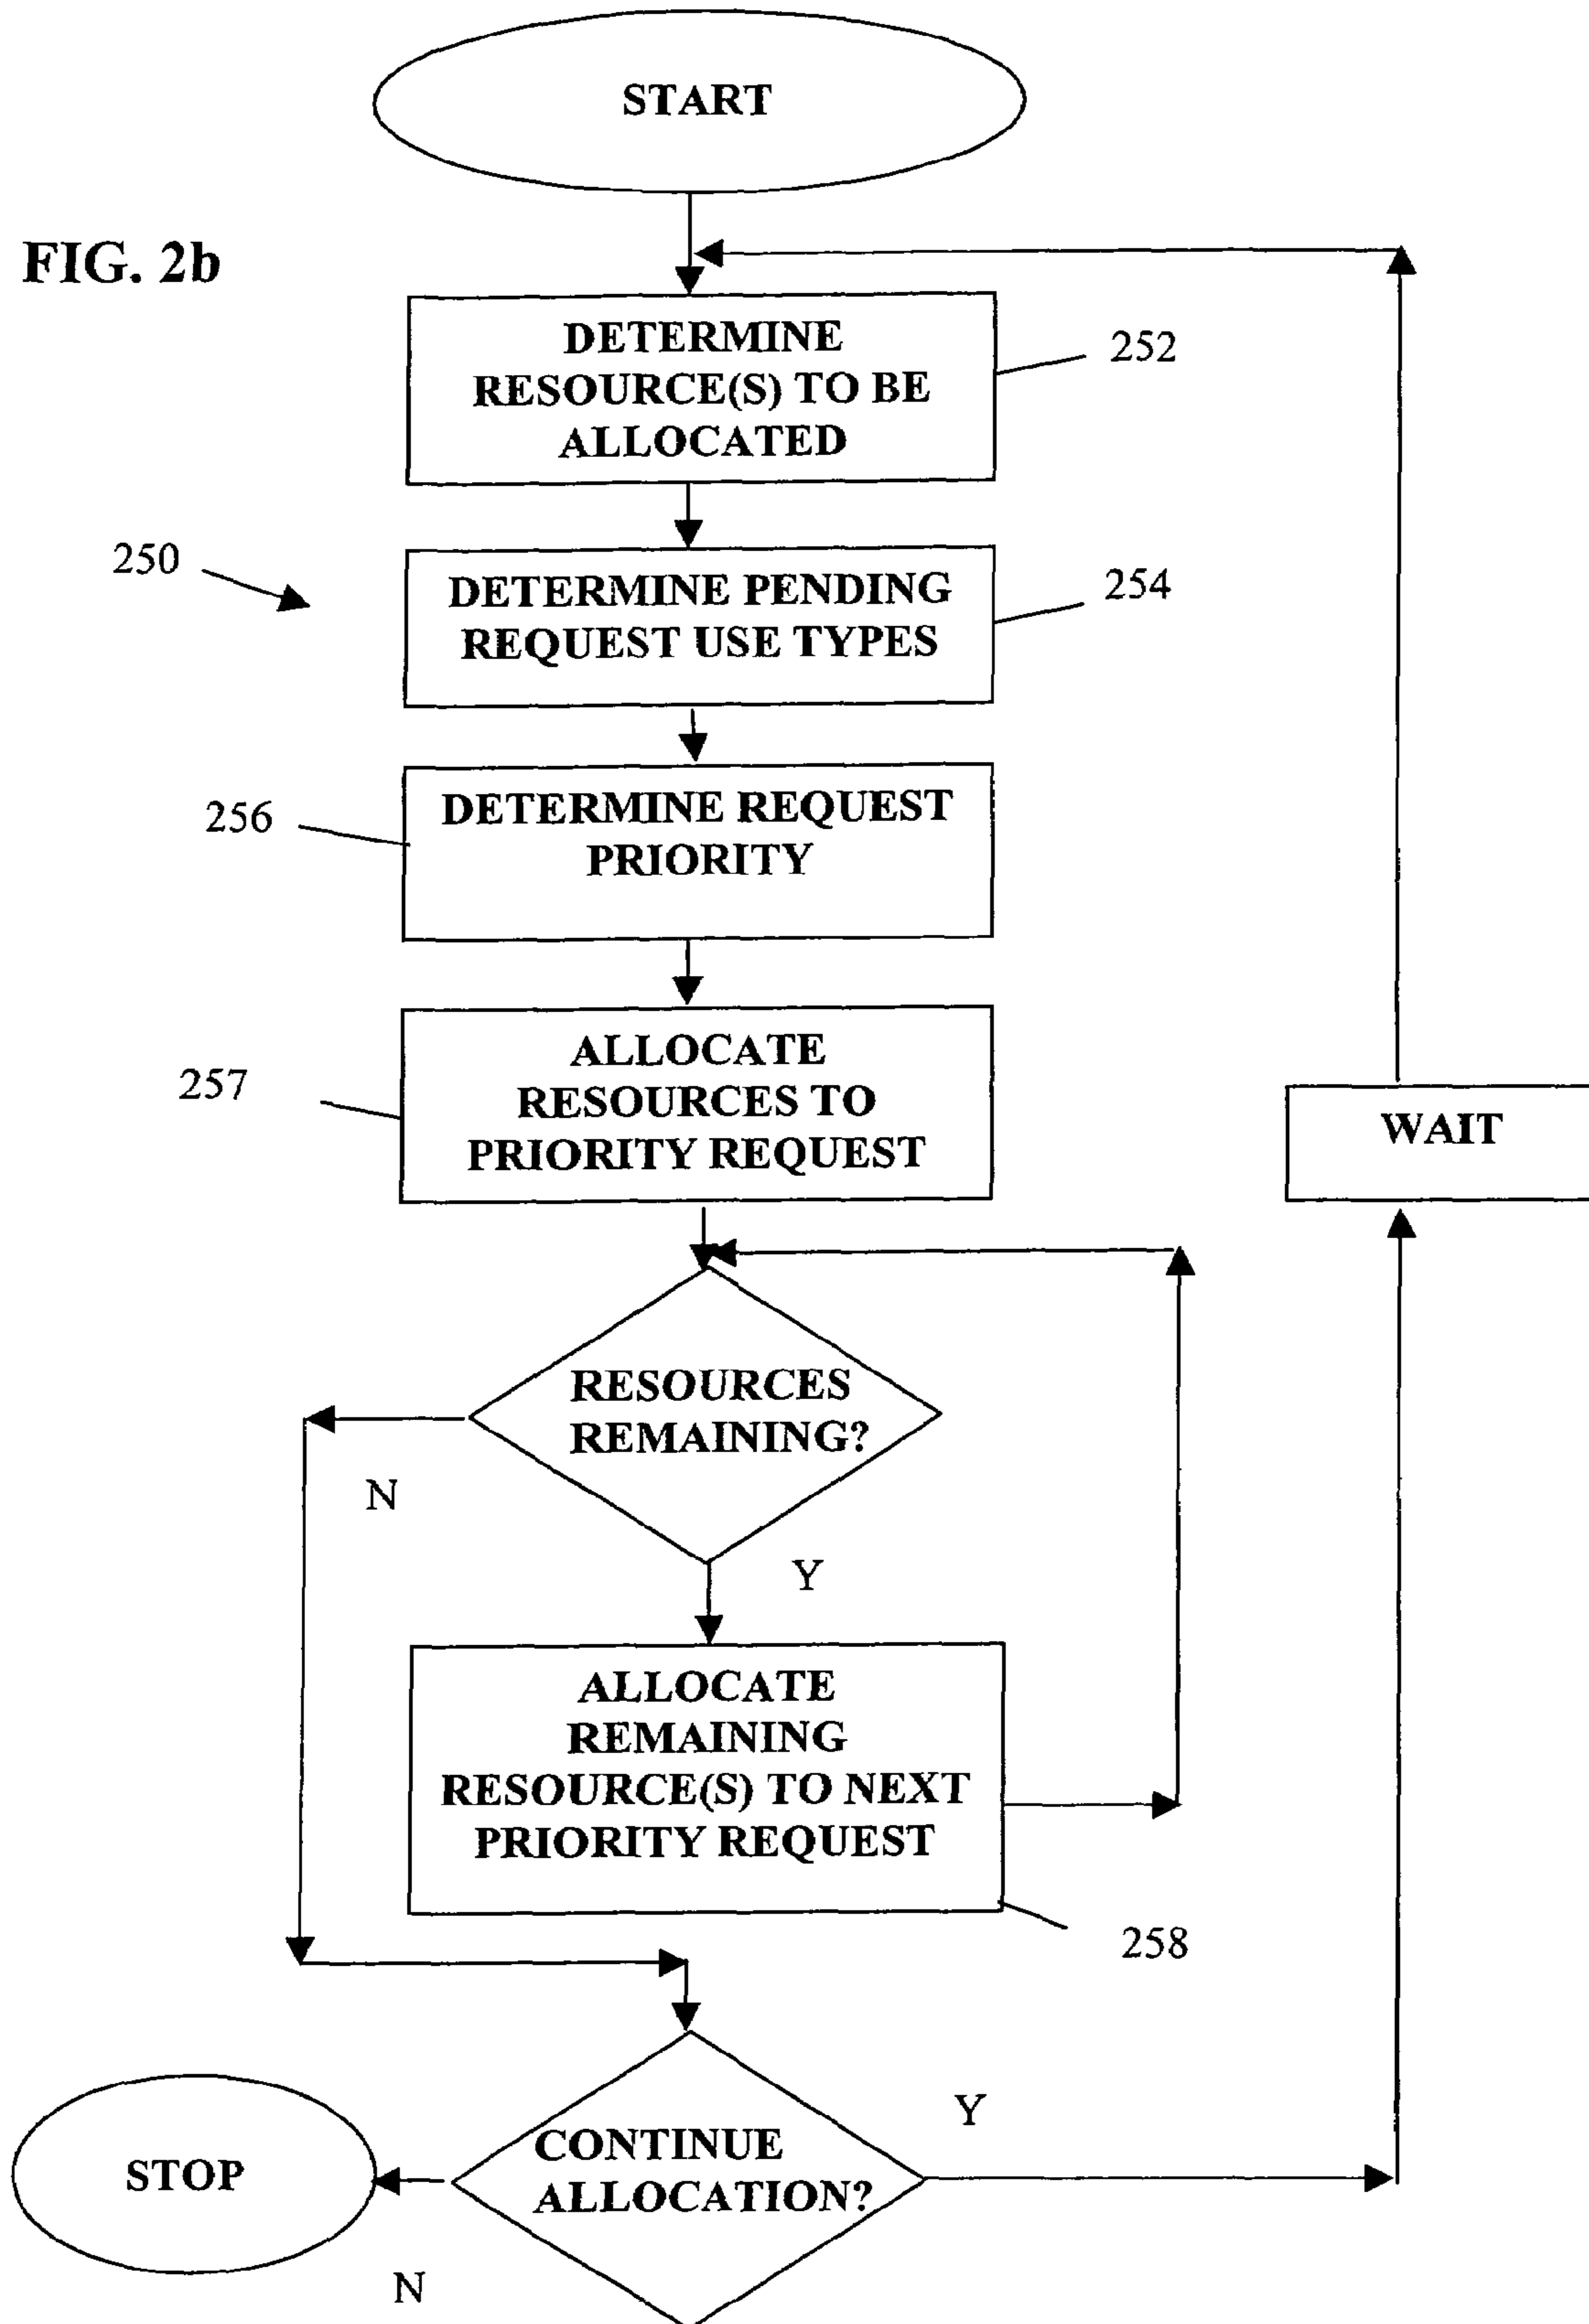 START
FIG. 2b
DETERMINE
RESOURCE(S) TO BE
ALLOCATED
252
250
DETERMINE PENDING
REQUEST USE TYPES
254
256
DETERMINE REQUEST
PRIORITY
257
ALLOCATE
RESOURCES TO
PRIORITY REQUEST
WAIT
RESOURCES
REMAINING?
N
Y
ALLOCATE
REMAINING
RESOURCE(S) TO NEXT
PRIORITY REQUEST
258
STOP
CONTINUE
ALLOCATION?
Y
N